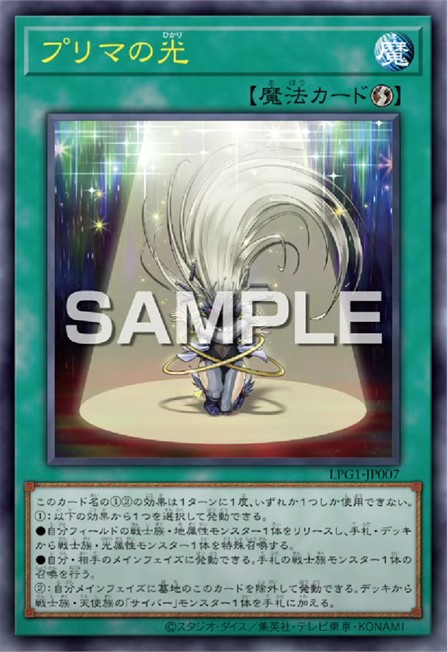 プリマの光
ひかり
魔
【魔法カード】
ま ほう
SAMPLE
LPG1-JP007
このカード名の①②の効果は1ターンに1度、いずれか1つしか使用できない。
①:以下の効果から1つを選択して発動できる。
●自分フィールドの戦士族・地属性モンスター1体をリリースし、手札・デッキ
から戦士族・光属性モンスター1体を特殊召喚する。
●自分・相手のメインフェイズに発動できる。手札の戦士族モンスター1体の
召喚を行う。
②:自分メインフェイズに墓地のこのカードを除外して発動できる。デッキから
戦士族・天使族の「サイバー」モンスター1体を手札に加える。
©スタジオ・ダイス/集英社・テレビ東京・KONAMI